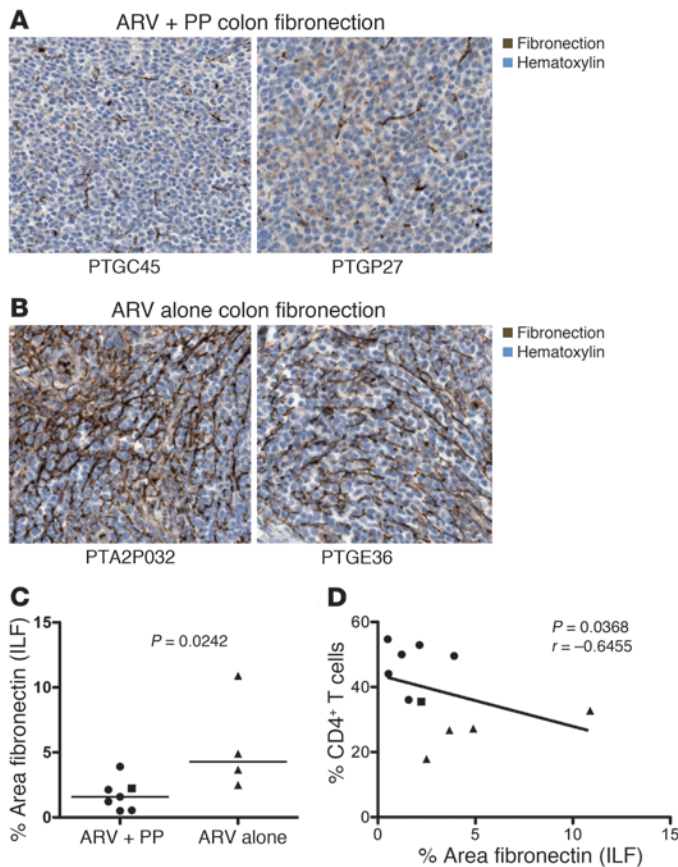 A
ARV + PP colon fibronection
Fibronection
Hematoxylin
PTGC45
PTGP27
B
ARV alone colon fibronection
Fibronection
Hematoxylin
PTA2P032
PTGE36
C
% Area fibronectin (ILF)
15
10
5
0
P = 0.0242
ARV + PP
ARV alone
D
% CD4⁺ T cells
60
40
20
0
P = 0.0368
r = −0.6455
0
5
10
15
% Area fibronectin (ILF)